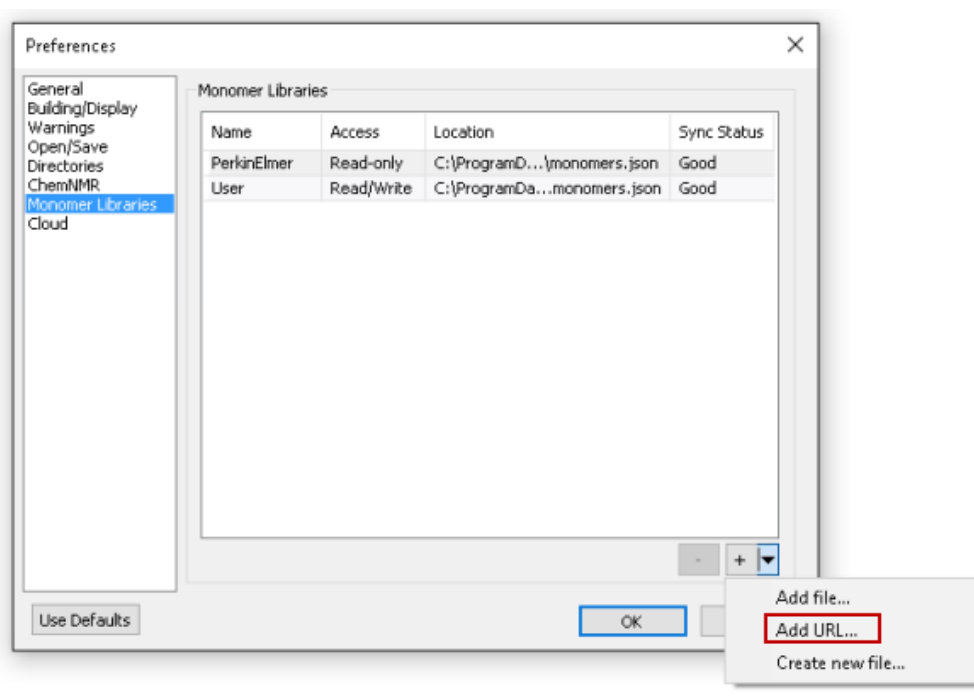 Preferences
General
Building/Display
Warnings
Open/Save
Directories
ChemNMR
Monomer Libraries
Cloud
Monomer Libraries
Name Access Location Sync Status
PerkinElmer Read-only C:\ProgramD...\monomers.json Good
User Read/Write C:\ProgramDa...monomers.json Good
- +
Use Defaults
OK
Add file...
Add URL...
Create new file...